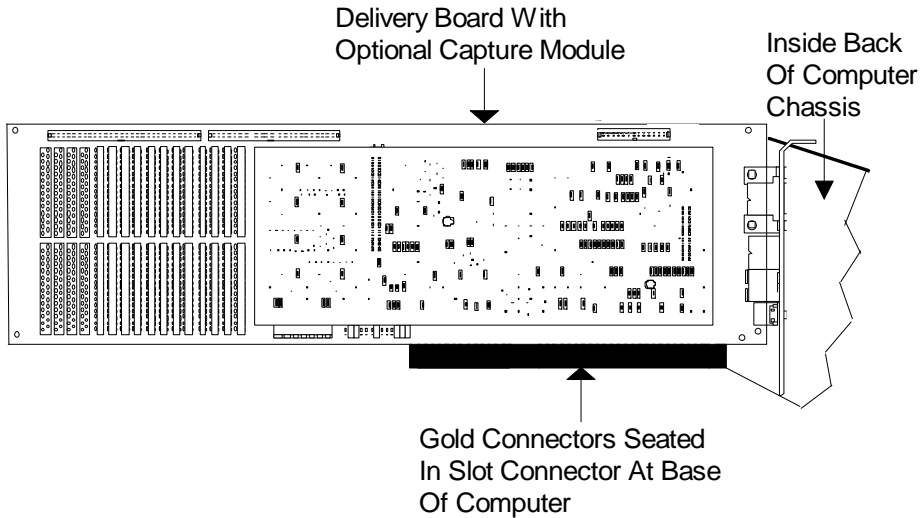 Delivery Board With
Optional Capture Module
Inside Back
Of Computer
Chassis
Gold Connectors Seated
In Slot Connector At Base
Of Computer